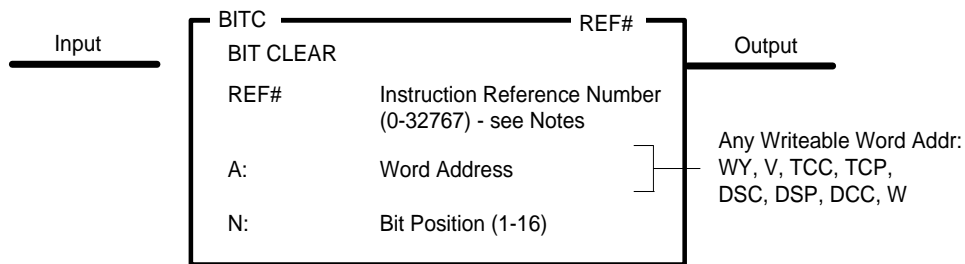 BITC REF#
Input
BIT CLEAR
Output
REF# Instruction Reference Number
(0-32767) - see Notes
Any Writeable Word Addr:
A: Word Address
WY, V, TCC, TCP,
DSC, DSP, DCC, W
N: Bit Position (1-16)